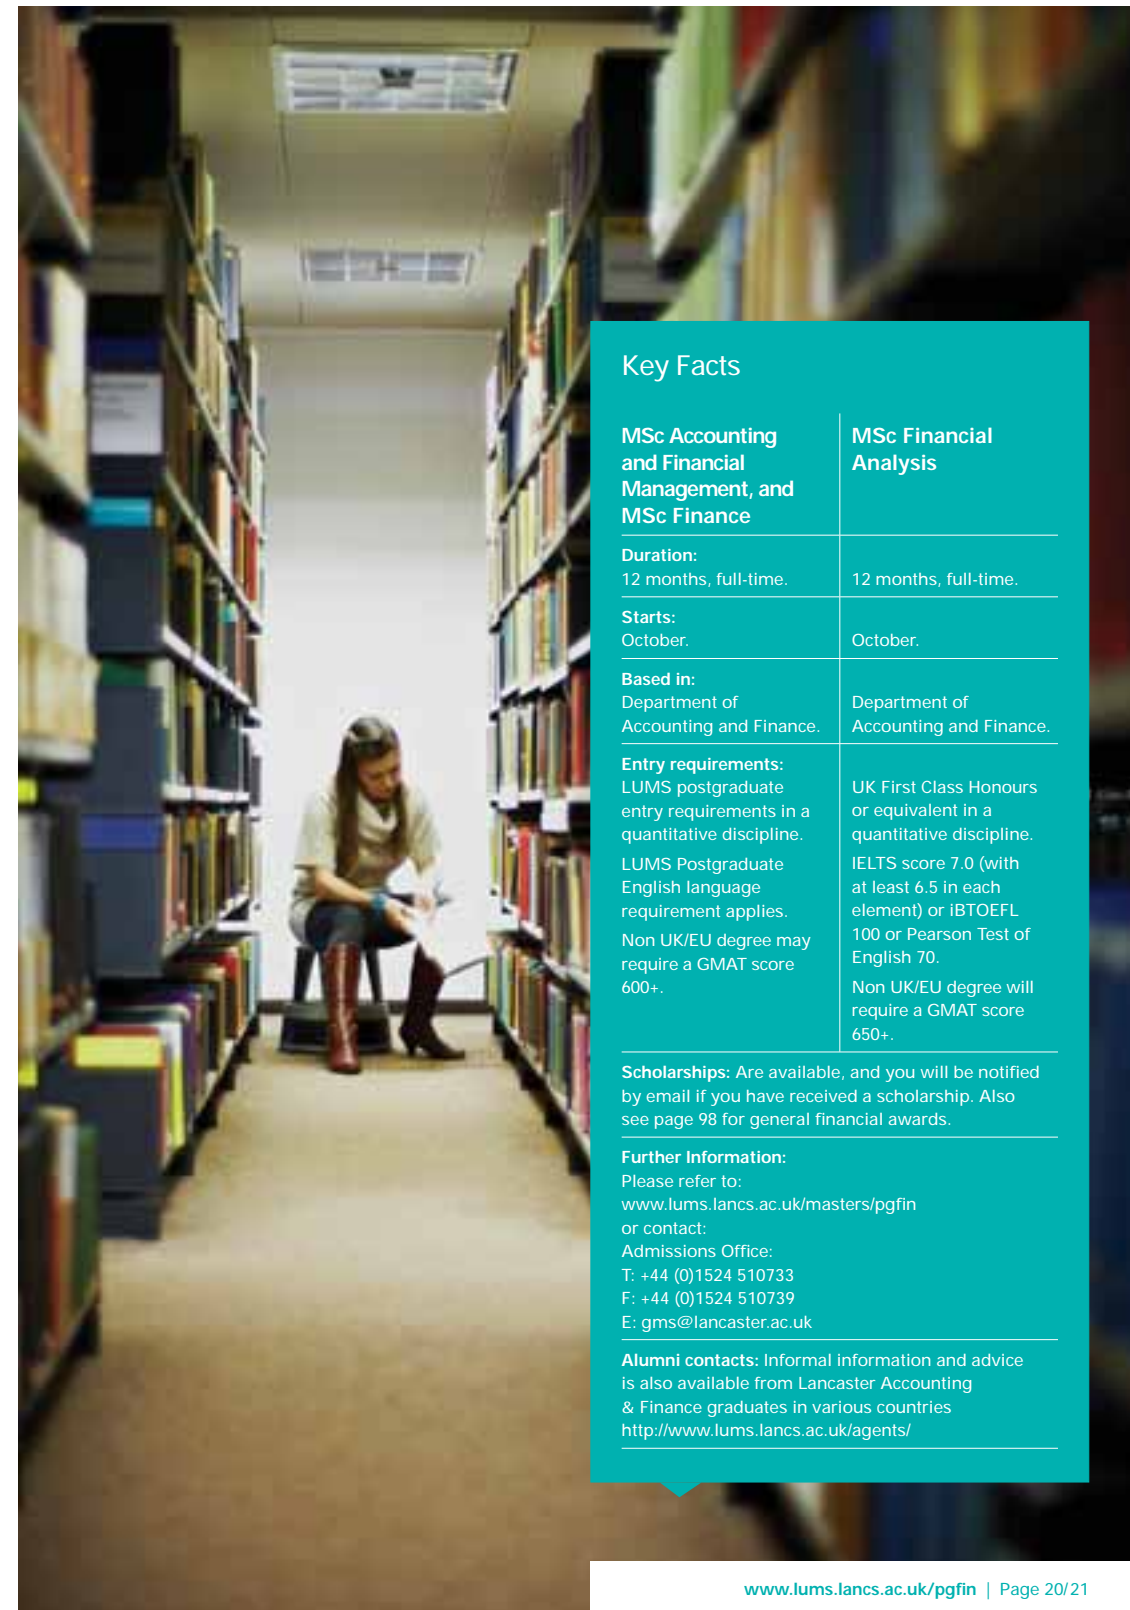 Key Facts
MSc Accounting
and Financial
Management, and
MSc Finance
MSc Financial
Analysis
Duration:
12 months, full-time.
12 months, full-time.
Starts:
October.
October.
Based in:
Department of
Accounting and Finance.
Department of
Accounting and Finance.
Entry requirements:
LUMS postgraduate
entry requirements in a
quantitative discipline.
LUMS Postgraduate
English language
requirement applies.
Non UK/EU degree may
require a GMAT score
600+.
UK First Class Honours
or equivalent in a
quantitative discipline.
IELTS score 7.0 (with
at least 6.5 in each
element) or iBTOEFL
100 or Pearson Test of
English 70.
Non UK/EU degree will
require a GMAT score
650+.
Scholarships: Are available, and you will be notified
by email if you have received a scholarship. Also
see page 98 for general financial awards.
Further Information:
Please refer to:
www.lums.lancs.ac.uk/masters/pgfin
or contact:
Admissions Office:
T: +44 (0)1524 510733
F: +44 (0)1524 510739
E: gms@lancaster.ac.uk
Alumni contacts: Informal information and advice
is also available from Lancaster Accounting
& Finance graduates in various countries
http://www.lums.lancs.ac.uk/agents/
www.lums.lancs.ac.uk/pgfin | Page 20/21